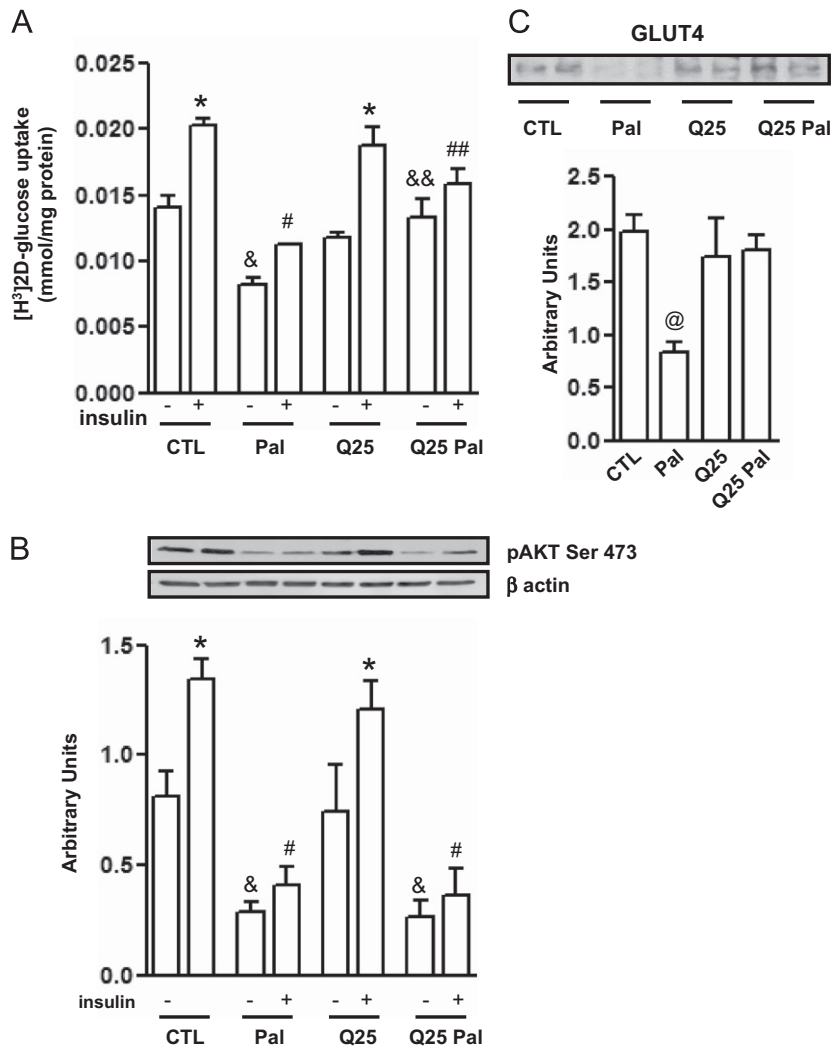 A
[H³]2D-glucose uptake
(mmol/mg protein)
0.025
0.020
0.015
0.010
0.005
0.000
*
&
#
*
&&
##
insulin - + - + - + - +
CTL Pal Q25 Q25 Pal
C
GLUT4
CTL Pal Q25 Q25 Pal
Arbitrary Units
2.5
2.0
1.5
1.0
0.5
0.0
@
CTL Pal Q25 Q25 Pal
B
pAKT Ser 473
β actin
Arbitrary Units
1.5
1.0
0.5
0.0
*
&
#
*
&
#
insulin - + - + - + - +
CTL Pal Q25 Q25 Pal